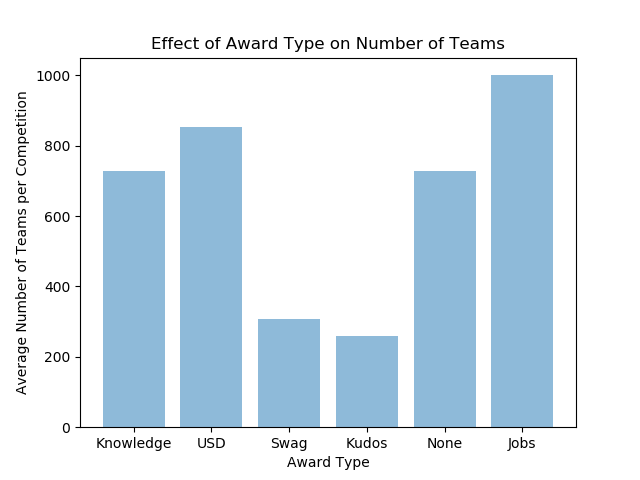 Effect of Award Type on Number of Teams
Average Number of Teams per Competition
1000
800
600
400
200
0
Knowledge USD Swag Kudos None Jobs
Award Type